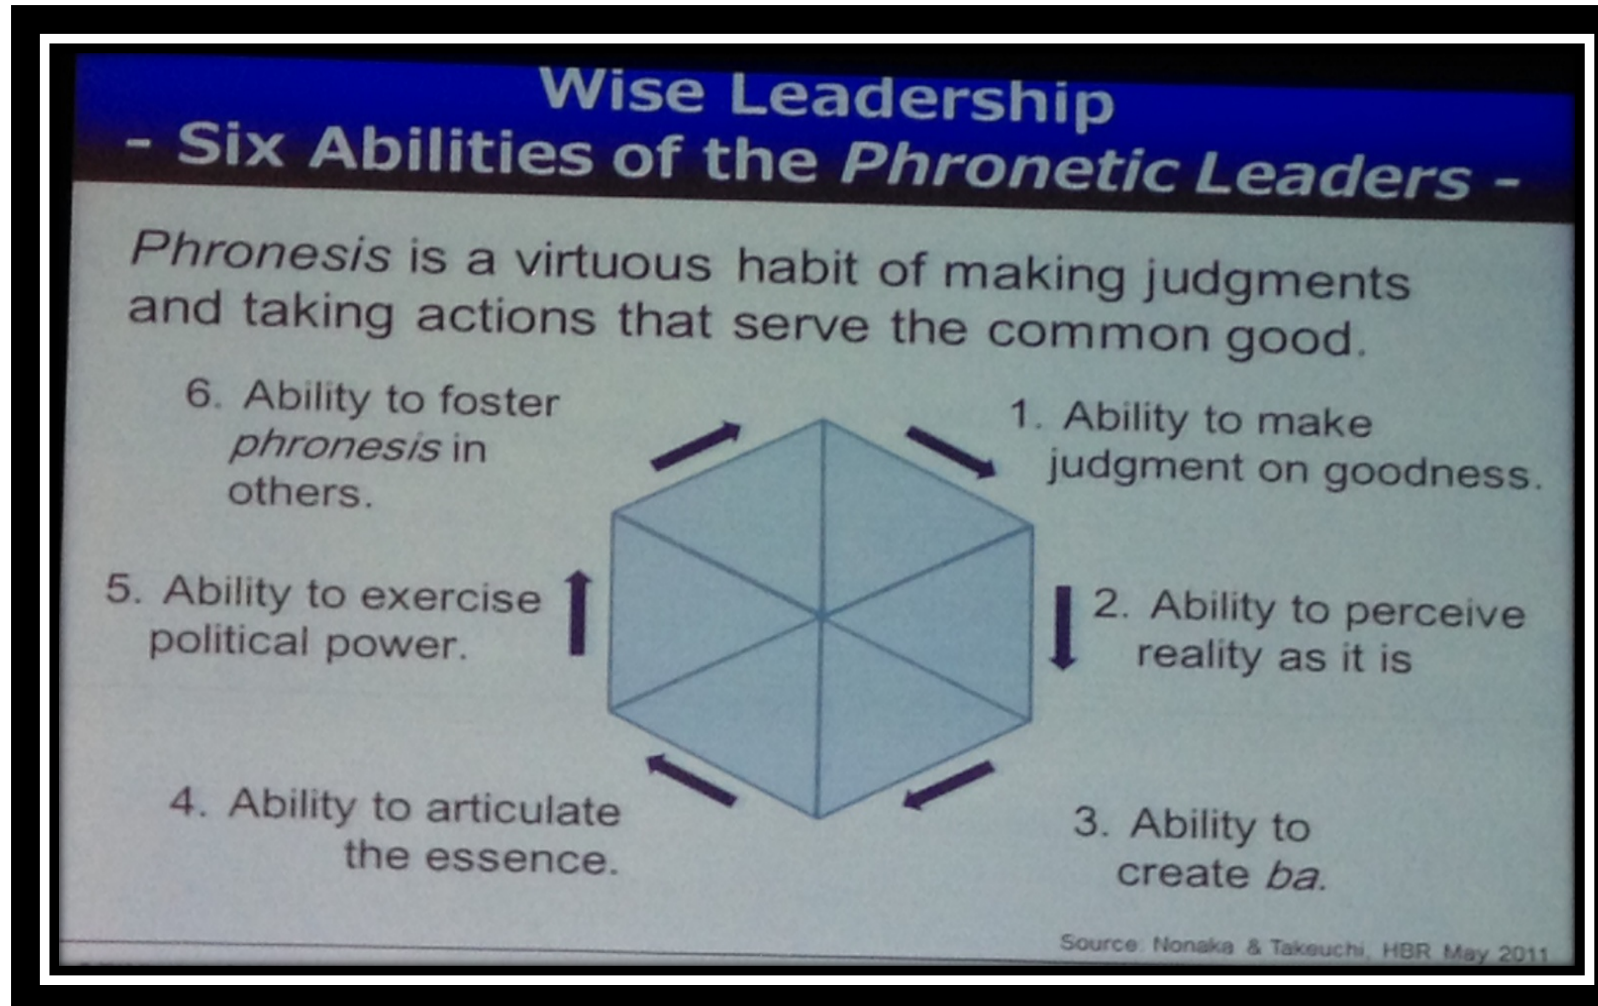 Wise Leadership
- Six Abilities of the Phronetic Leaders -
Phronesis is a virtuous habit of making judgments
and taking actions that serve the common good.
1. Ability to make
judgment on goodness.
2. Ability to perceive
reality as it is
3. Ability to
create ba.
4. Ability to articulate
the essence.
5. Ability to exercise
political power.
6. Ability to foster
phronesis in
others.
Source: Nonaka & Takeuchi, HBR May 2011